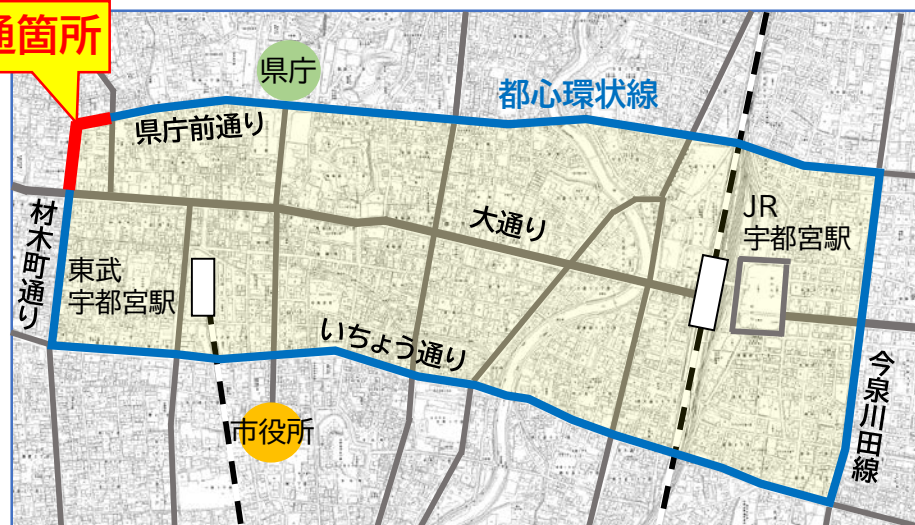 通箇所
県庁
都心環状線
県庁前通り
大通り
JR
宇都宮駅
材木町通り
東武
宇都宮駅
いちょう通り
今泉川田線
市役所